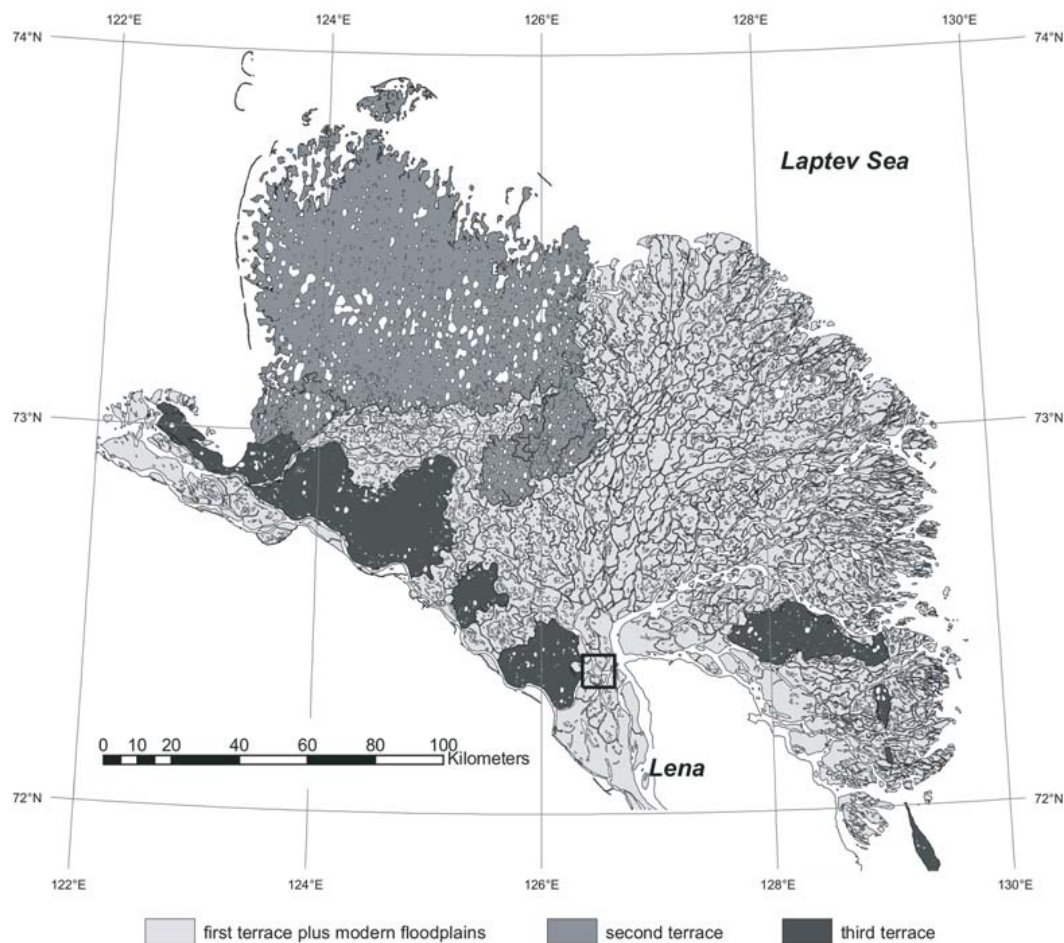 122°E 124°E 126°E 128°E 130°E
74°N 74°N
Laptev Sea
73°N 73°N
0 10 20 40 60 80 100
Kilometers
Lena
72°N 72°N
122°E 124°E 126°E 128°E 130°E
first terrace plus modern floodplains second terrace third terrace